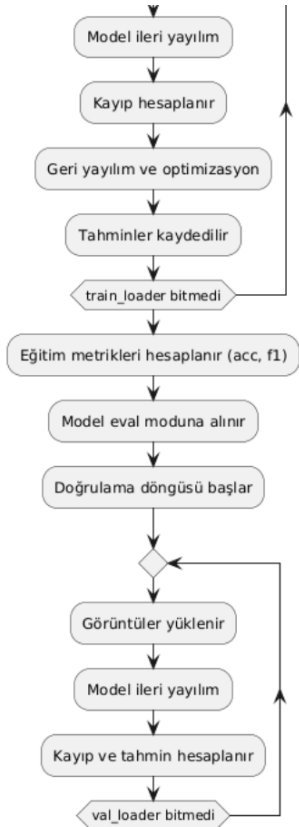 Model ileri yayılım
Kayıp hesaplanır
Geri yayılım ve optimizasyon
Tahminler kaydedilir
train_loader bitmedi
Eğitim metrikleri hesaplanır (acc, f1)
Model eval moduna alınır
Doğrulama döngüsü başlar
Görüntüler yüklenir
Model ileri yayılım
Kayıp ve tahmin hesaplanır
val_loader bitmedi